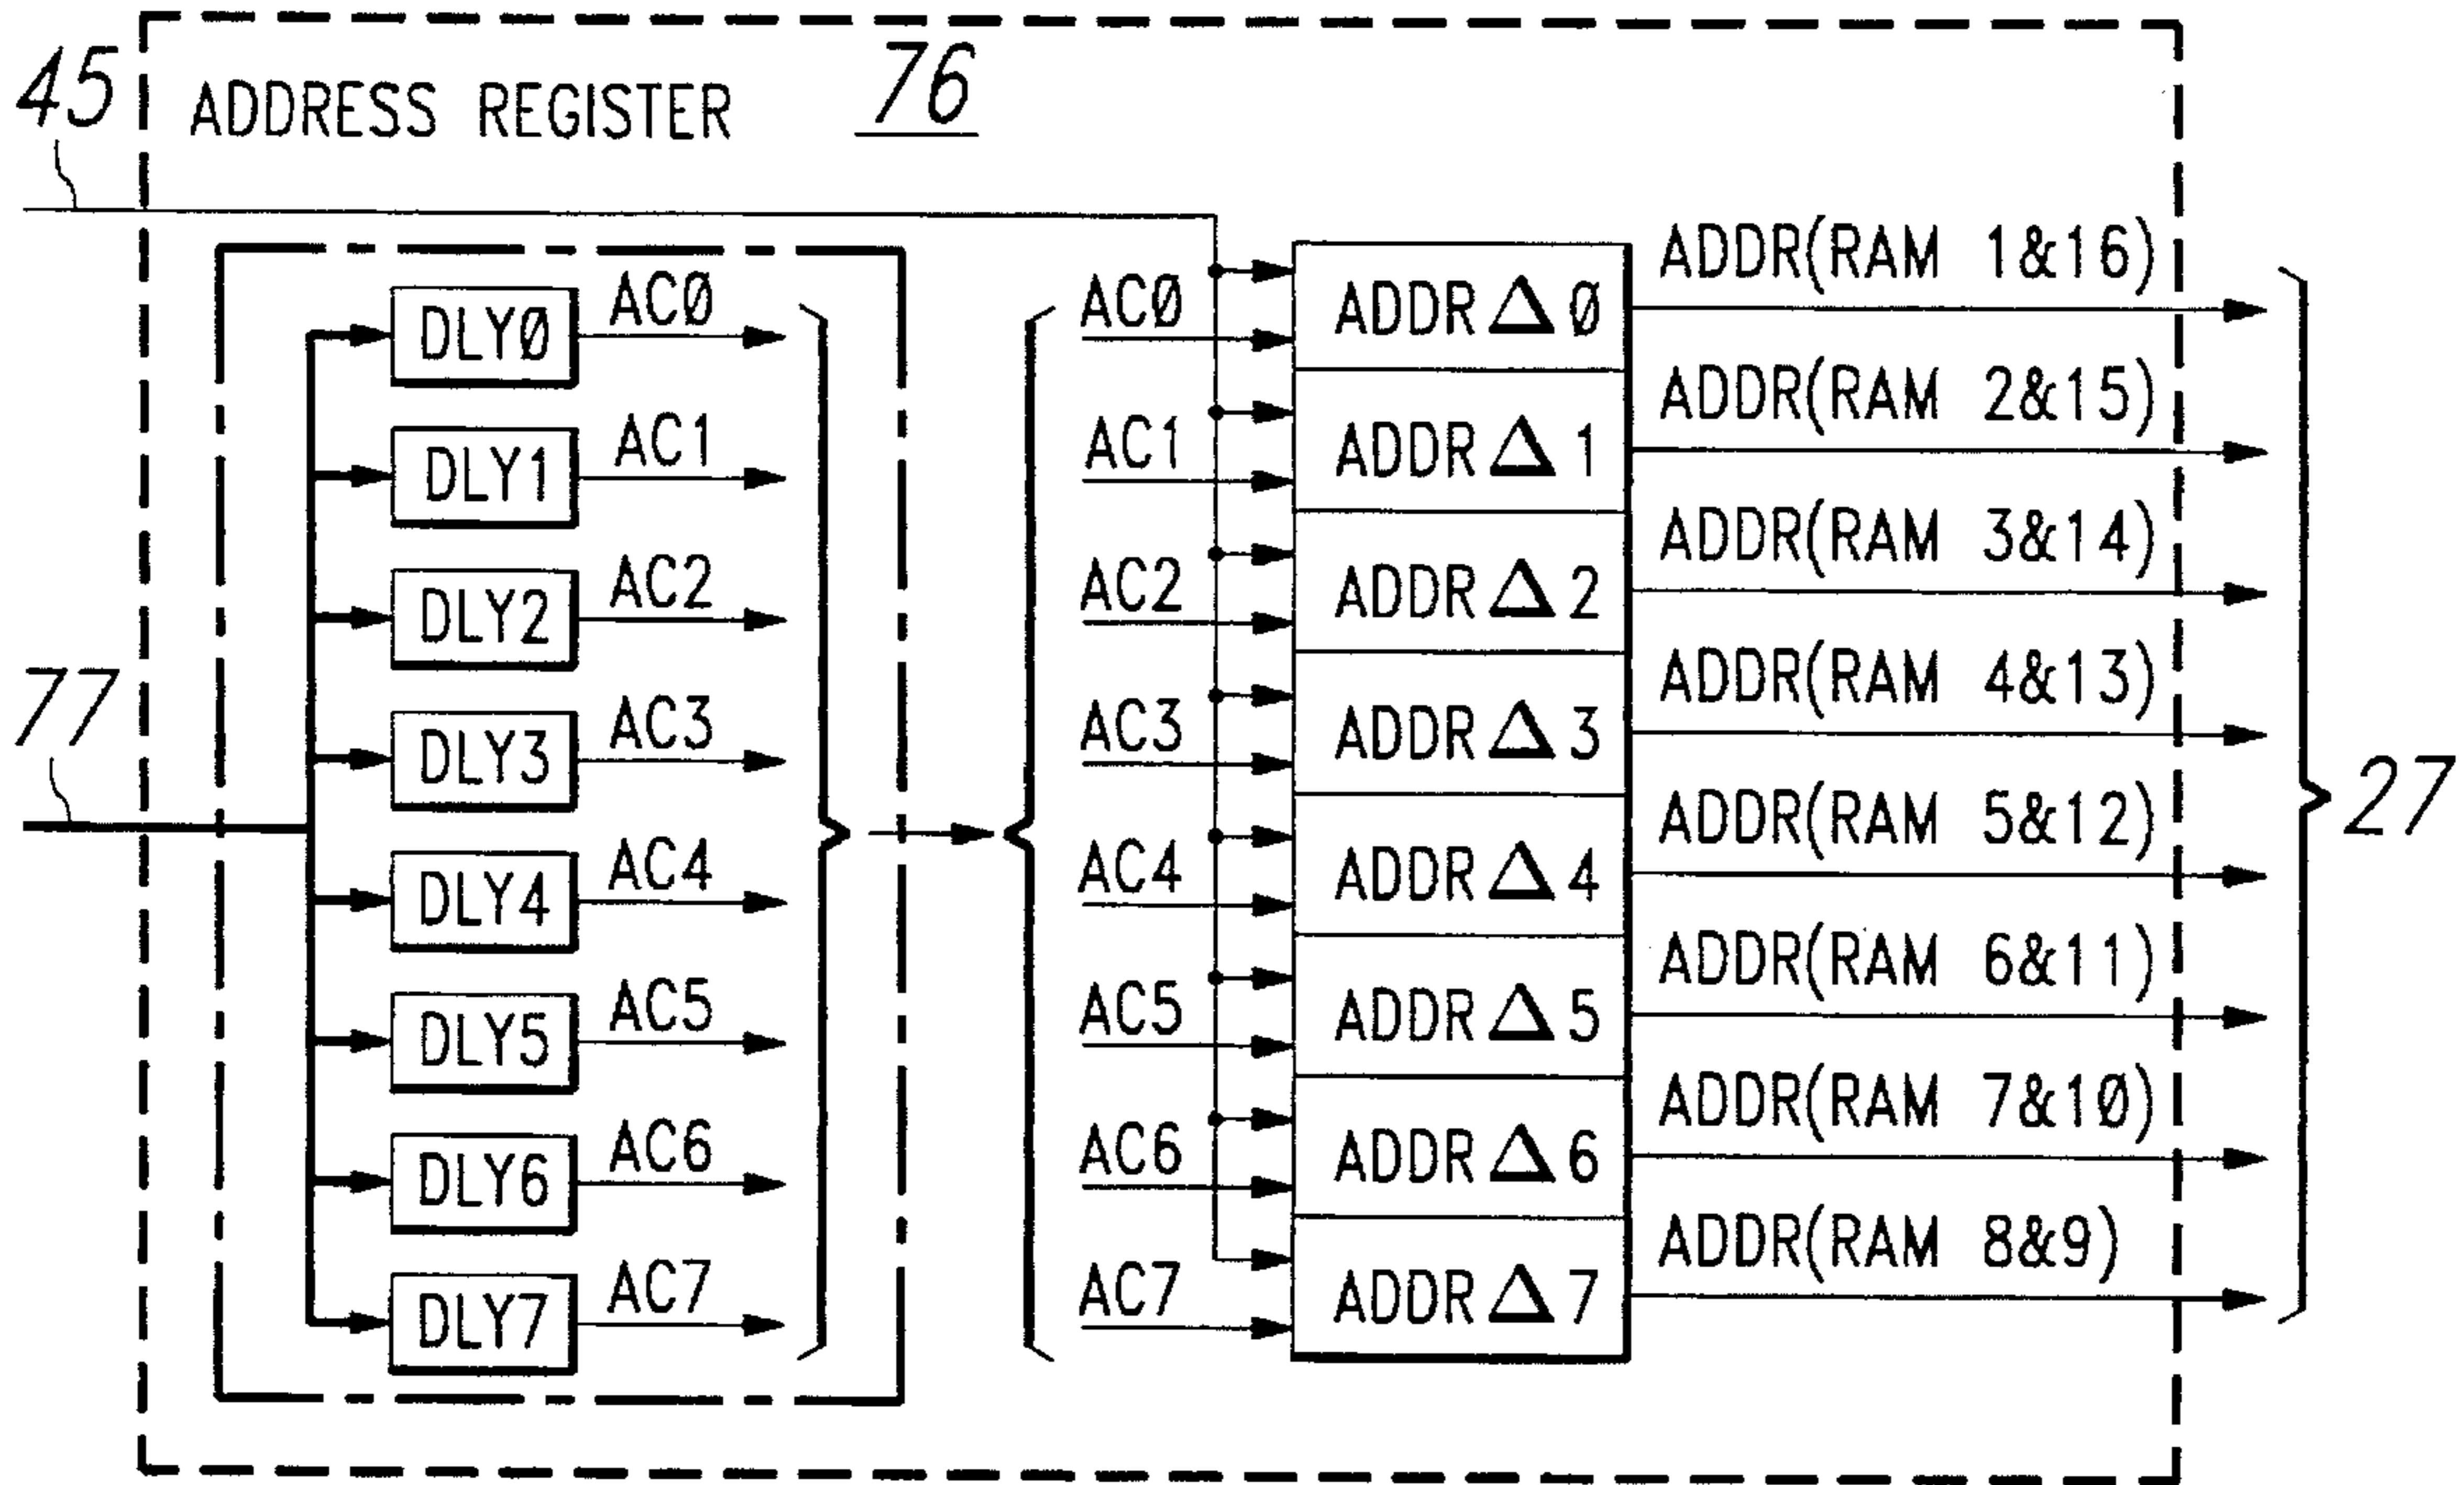 45
ADDRESS REGISTER 76
77
DLYØ ACØ
DLY1 AC1
DLY2 AC2
DLY3 AC3
DLY4 AC4
DLY5 AC5
DLY6 AC6
DLY7 AC7
ACØ ADDR Δ Ø ADDR(RAM 1&16)
AC1 ADDR Δ 1 ADDR(RAM 2&15)
AC2 ADDR Δ 2 ADDR(RAM 3&14)
AC3 ADDR Δ 3 ADDR(RAM 4&13)
AC4 ADDR Δ 4 ADDR(RAM 5&12)
AC5 ADDR Δ 5 ADDR(RAM 6&11)
AC6 ADDR Δ 6 ADDR(RAM 7&1Ø)
AC7 ADDR Δ 7 ADDR(RAM 8&9)
27